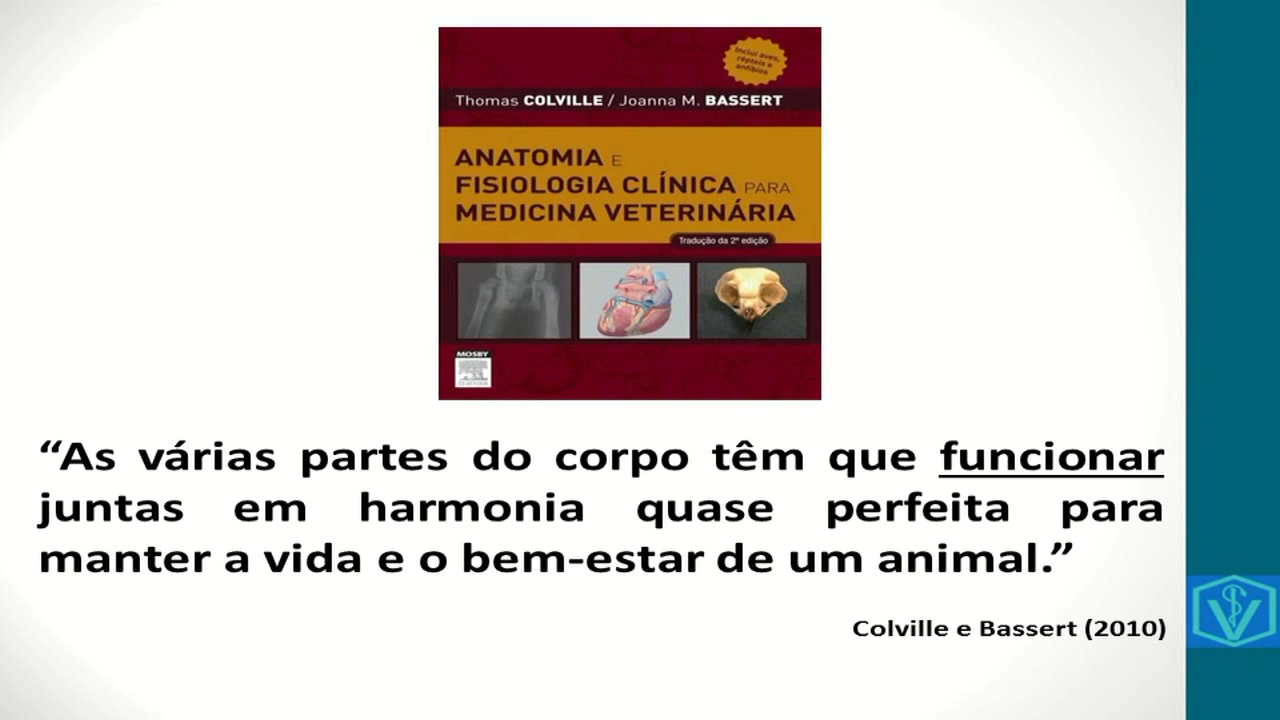 Inclui aves,
répteis e
anfíbios
Thomas COLVILLE / Joanna M. BASSERT
ANATOMIA E
FISIOLOGIA CLÍNICA PARA
MEDICINA VETERINÁRIA
Tradução da 2ª edição
MOSBY
ELSEVIER
“As várias partes do corpo têm que funcionar
juntas em harmonia quase perfeita para
manter a vida e o bem-estar de um animal.”
Colville e Bassert (2010)
V